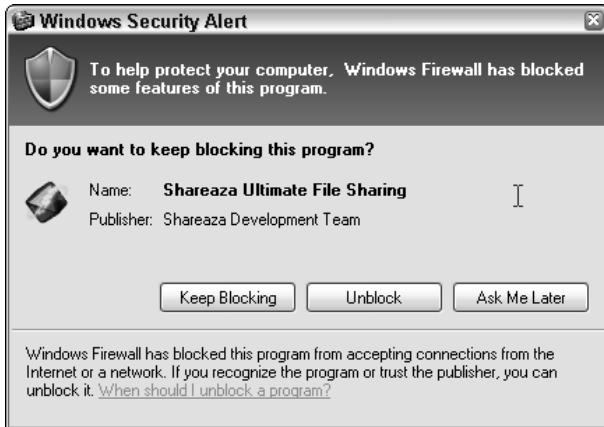 Windows Security Alert
To help protect your computer, Windows Firewall has blocked
some features of this program.
Do you want to keep blocking this program?
Name: Shareaza Ultimate File Sharing
Publisher: Shareaza Development Team
Keep Blocking Unblock Ask Me Later
Windows Firewall has blocked this program from accepting connections from the
Internet or a network. If you recognize the program or trust the publisher, you can
unblock it. When should I unblock a program?